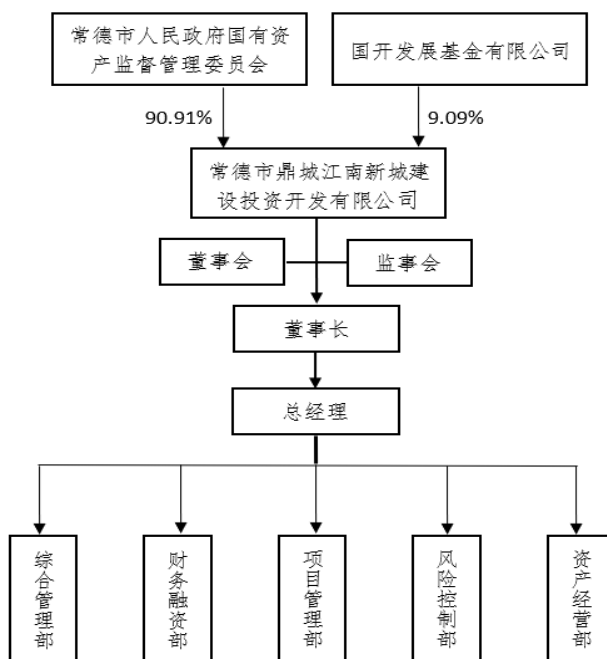 常德市人民政府国有资
产监督管理委员会
国开发展基金有限公司
90.91%
9.09%
常德市鼎城江南新城建
设投资开发有限公司
董事会
监事会
董事长
总经理
综合管理部
财务融资部
项目管理部
风险控制部
资产经营部